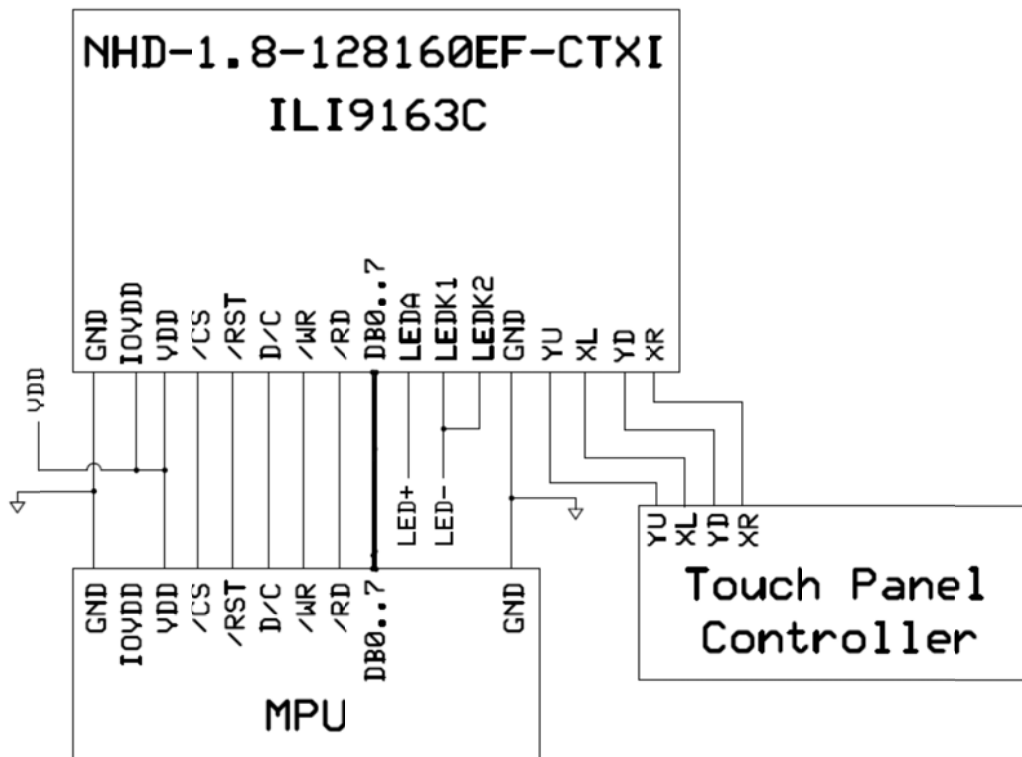 NHD-1.8-128160EF-CTXI
ILI9163C
GND
IOVDD
VDD
/CS
/RST
D/C
/WR
/RD
DB0..7
LEDA
LEDK1
LEDK2
GND
YU
XL
YD
XR
VDD
LED+
LED-
YU
XL
YD
XR
Touch Panel
Controller
GND
IOVDD
VDD
/CS
/RST
D/C
/WR
/RD
DB0..7
GND
MPU